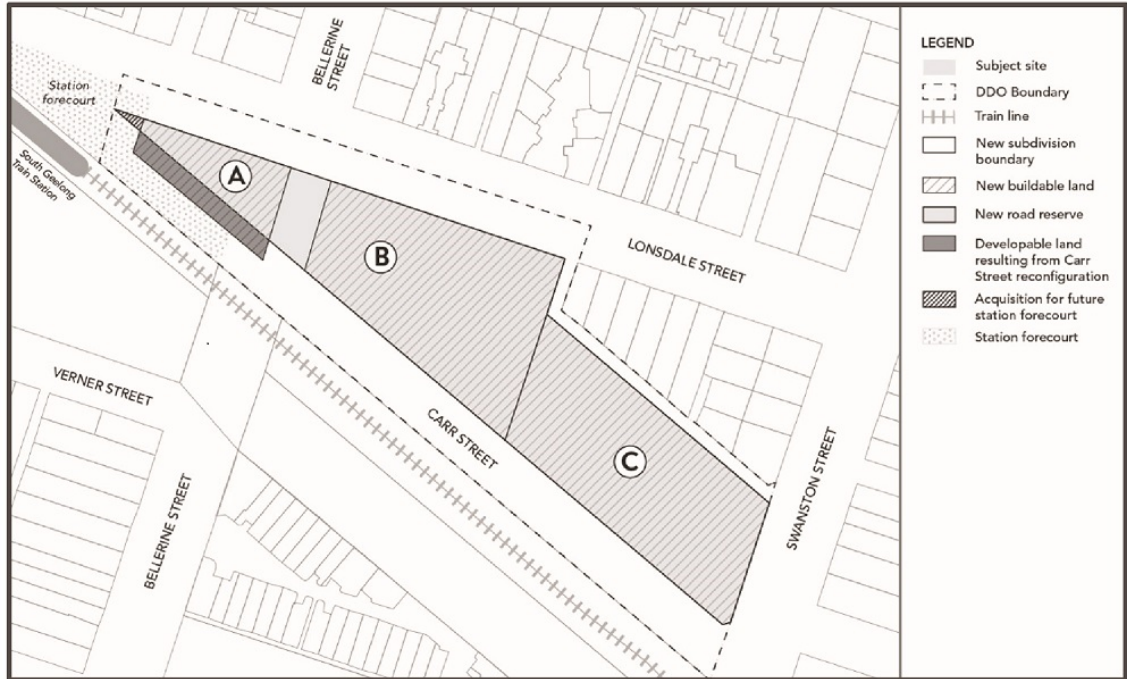 BELLERINE
STREET
Station
forecourt
South Geelong
Train Station
A
B
C
LONSDALE STREET
VERNER STREET
CARR STREET
BELLERINE STREET
SWANSTON STREET
LEGEND
Subject site
DDO Boundary
Train line
New subdivision
boundary
New buildable land
New road reserve
Developable land
resulting from Carr
Street reconfiguration
Acquisition for future
station forecourt
Station forecourt